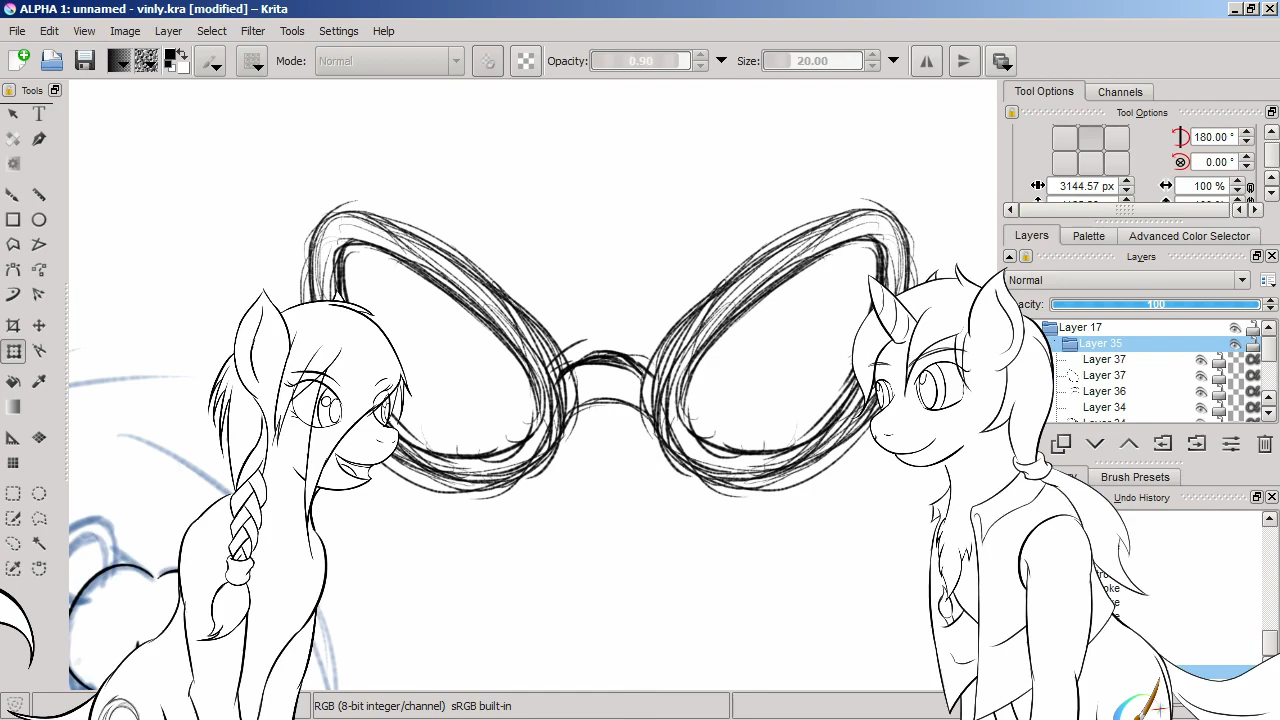 ALPHA 1: unnamed - vinly.kra [modified] – Krita
File Edit View Image Layer Select Filter Tools Settings Help
Mode: Normal Opacity: 0.90 Size: 20.00
Tools
Tool Options Channels
Tool Options
180.00 °
0.00 °
3144.57 px 100 %
Layers Palette Advanced Color Selector
Layers
Normal
pacity: 100
Layer 17
Layer 35
Layer 37
Layer 37
Layer 36
Layer 34
Brush Presets
Undo History
RGB (8-bit integer/channel) sRGB built-in